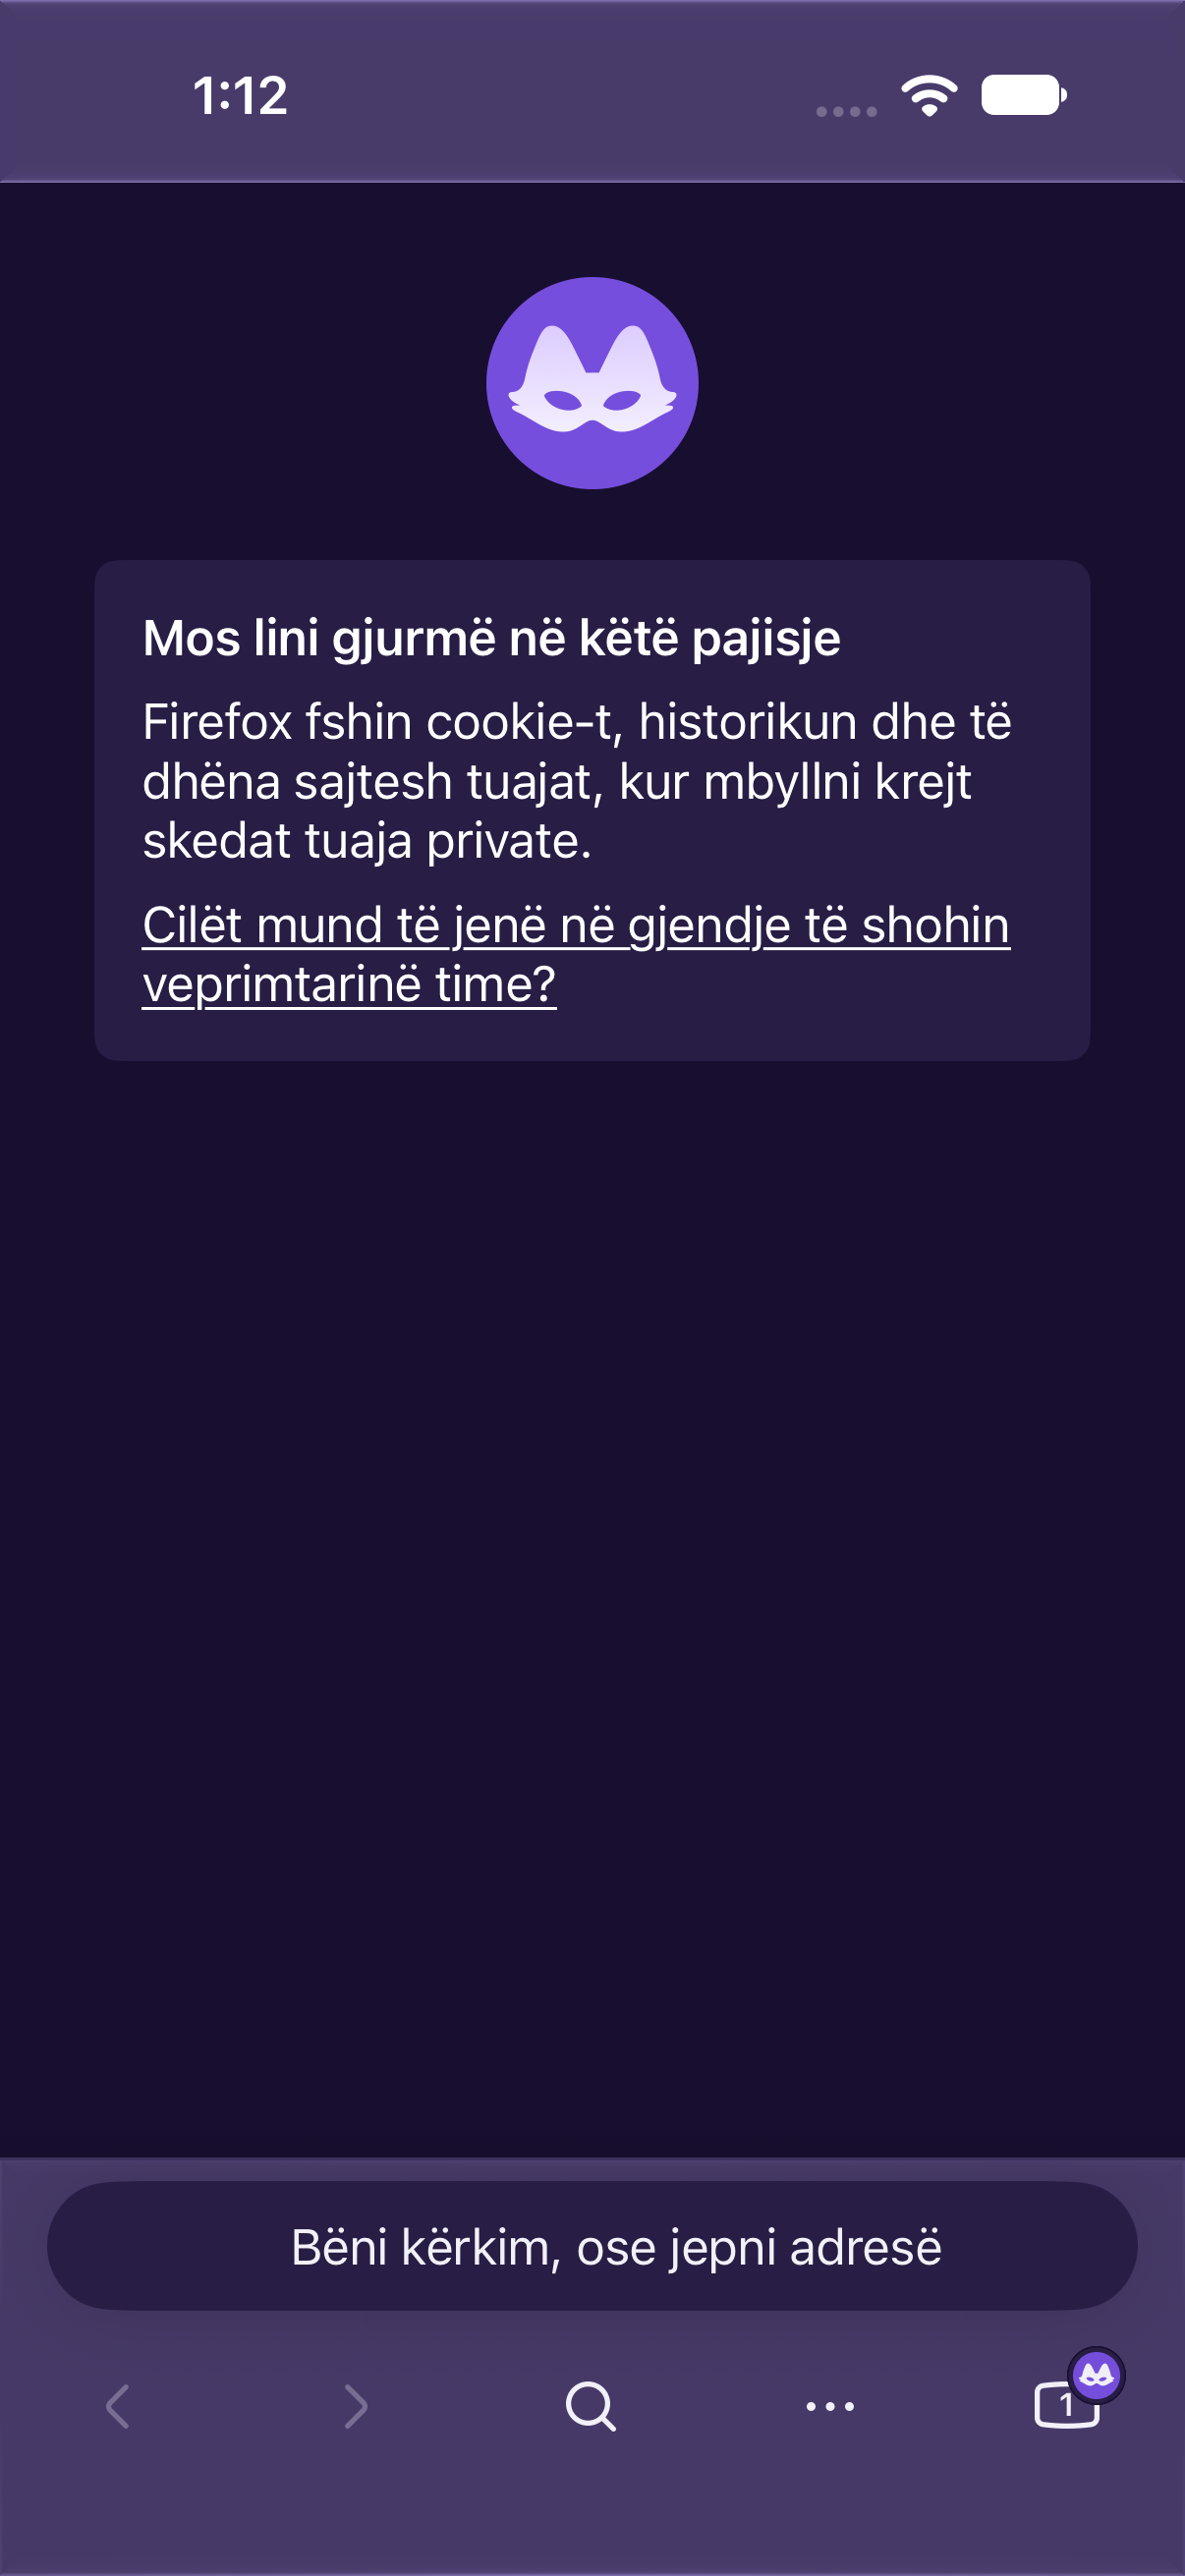 1:12
Mos lini gjurmë në këtë pajisje
Firefox fshin cookie-t, historikun dhe të
dhëna sajtesh tuajat, kur mbyllni krejt
skedat tuaja private.
Cilët mund të jenë në gjendje të shohin
veprimtarinë time?
Bëni kërkim, ose jepni adresë
1